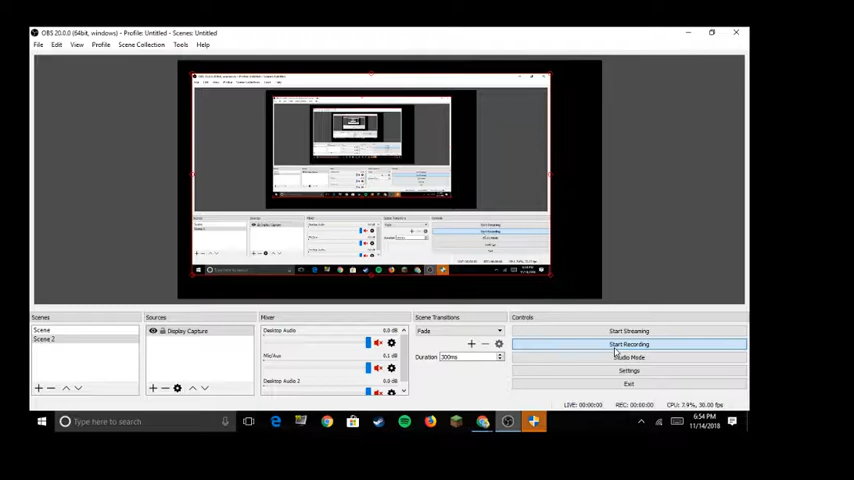 OBS 20.0.0 (64bit, windows) - Profile: Untitled - Scenes: Untitled
File Edit View Profile Scene Collection Tools Help
Scenes Sources Mixer Scene Transitions Controls
Scene
Scene 2
Display Capture
Desktop Audio 0.0 dB
Mic/Aux 0.1 dB
Desktop Audio 2 0.0 dB
Fade
Duration 300ms
Start Streaming
Start Recording
Studio Mode
Settings
Exit
LIVE: 00:00:00 REC: 00:00:00 CPU: 7.9%, 30.00 fps
Type here to search
6:54 PM
11/14/2018